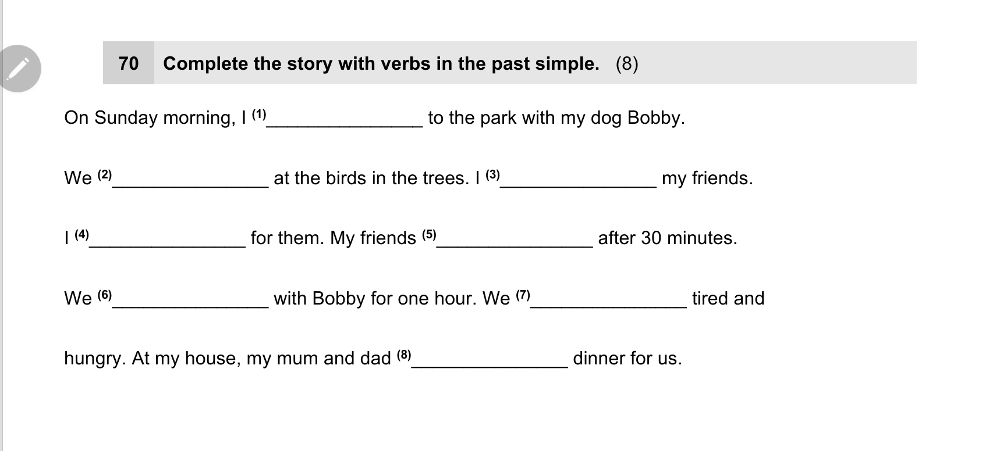 70 Complete the story with verbs in the past simple. (8)
On Sunday morning, I (1)_______________ to the park with my dog Bobby.
We (2)_______________ at the birds in the trees. I (3)_______________ my friends.
I (4)_______________ for them. My friends (5)_______________ after 30 minutes.
We (6)_______________ with Bobby for one hour. We (7)_______________ tired and
hungry. At my house, my mum and dad (8)_______________ dinner for us.